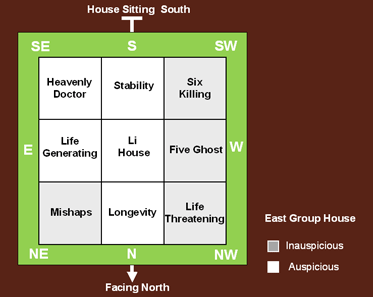 House Sitting South
SE
S
SW
Heavenly
Doctor
Stability
Six
Killing
E
Life
Generating
Li
House
Five Ghost
W
Mishaps
Longevity
Life
Threatening
NE
N
NW
Facing North
East Group House
Inauspicious
Auspicious